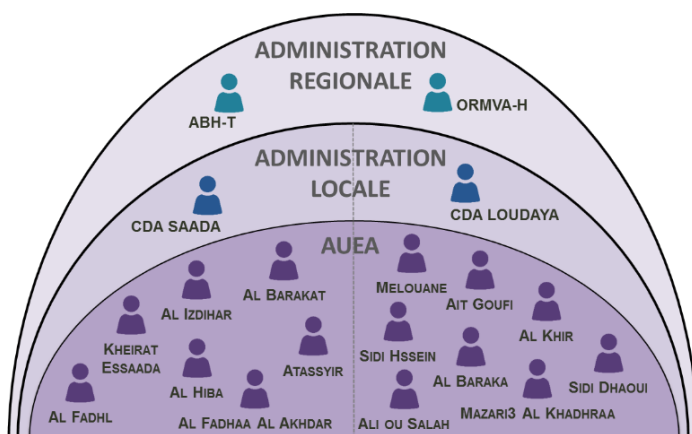 ADMINISTRATION
REGIONALE
ABH-T
ORMVA-H
ADMINISTRATION
LOCALE
CDA SAADA
CDA LOUDAYA
AUEA
AL BARAKAT
MELOUANE
AIT GOUFI
AL IZDIHAR
AL KHIR
KHEIRAT
ESSAADA
SIDI HSSEIN
ATASSYIR
AL HIBA
AL BARAKA
SIDI DHAOUI
AL FADHL
AL FADHAA AL AKHDAR
ALI OU SALAH
MAZARI3 AL KHADHRAA